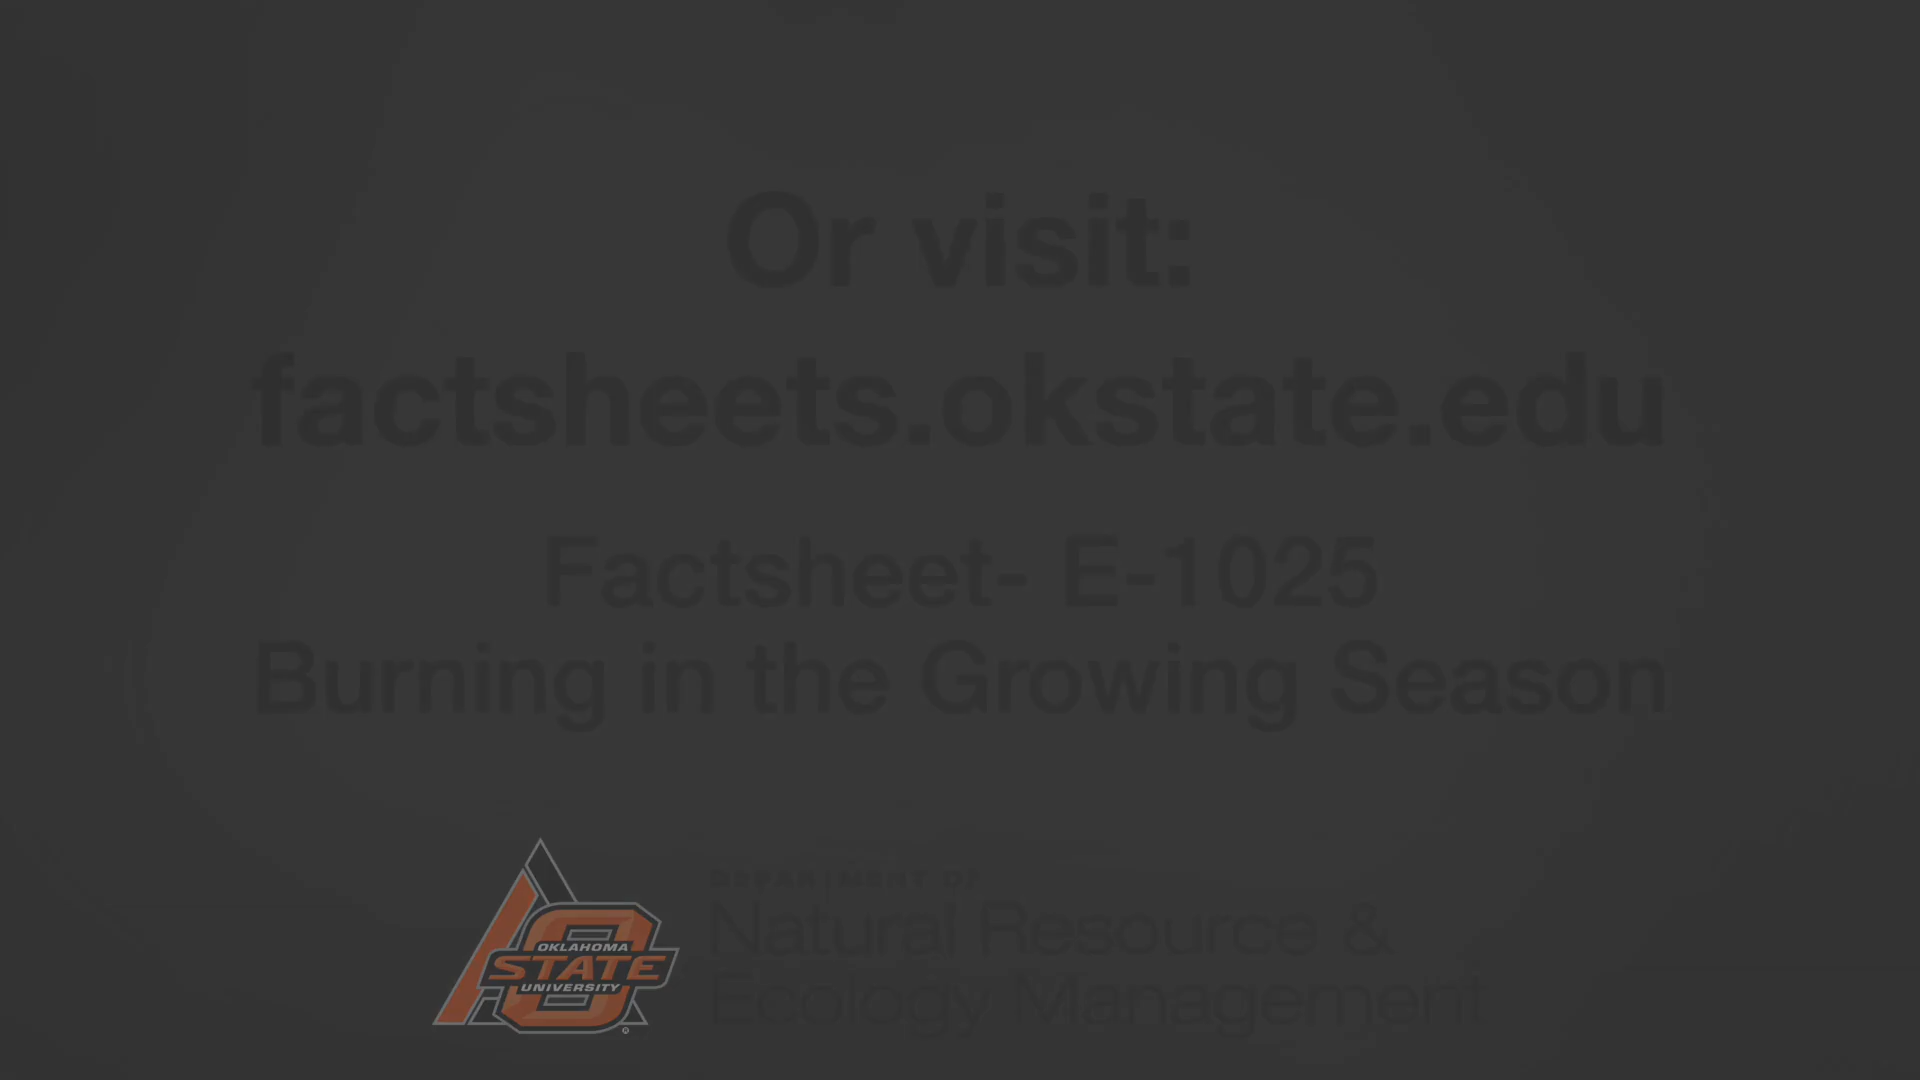 Or visit:
factsheets.okstate.edu
Factsheet- E-1025
Burning in the Growing Season
OKLAHOMA
STATE
UNIVERSITY
®
DEPARTMENT OF
Natural Resource &
Ecology Management